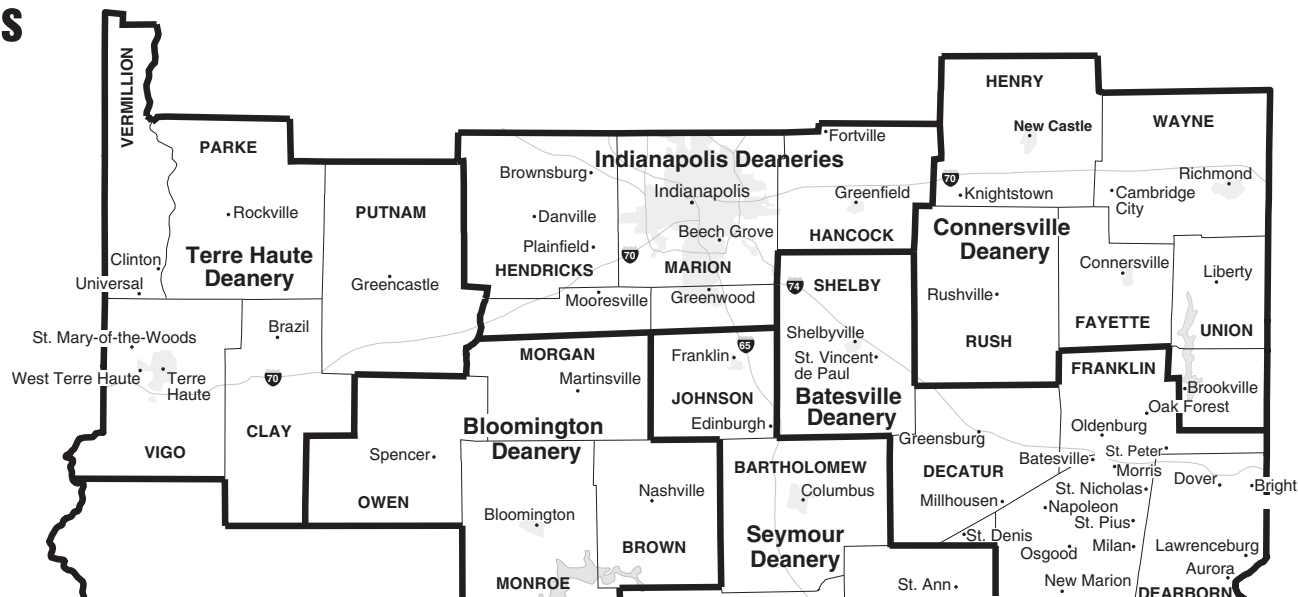 S
VERMILLION
HENRY
New Castle
WAYNE
PARKE
Fortville
Indianapolis Deaneries
Brownsburg
Indianapolis
Greenfield
70
Knightstown
Richmond
Cambridge
City
Rockville
PUTNAM
Danville
Plainfield
HENDRICKS
Beech Grove
HANCOCK
Connersville
Deanery
Terre Haute
Deanery
Clinton
Universal
Greencastle
70
MARION
Mooresville
Greenwood
74
SHELBY
Rushville
Connersville
Liberty
St. Mary-of-the-Woods
Brazil
Shelbyville
FAYETTE
UNION
West Terre Haute
Terre
Haute
70
MORGAN
Martinsville
Franklin
65
St. Vincent
de Paul
RUSH
FRANKLIN
JOHNSON
Edinburgh
Batesville
Deanery
Brookville
Oak Forest
CLAY
VIGO
Bloomington
Deanery
Spencer
OWEN
Oldenburg
Greensburg
Batesville
St. Peter
Morris
DECATUR
BARTHOLOMEW
Columbus
Nashville
Millhousen
St. Nicholas
Dover
Bright
Napoleon
St. Pius
Bloomington
BROWN
Seymour
Deanery
St. Denis
Osgood
Milan
Lawrenceburg
Aurora
MONROE
St. Ann
New Marion
DEARBORN